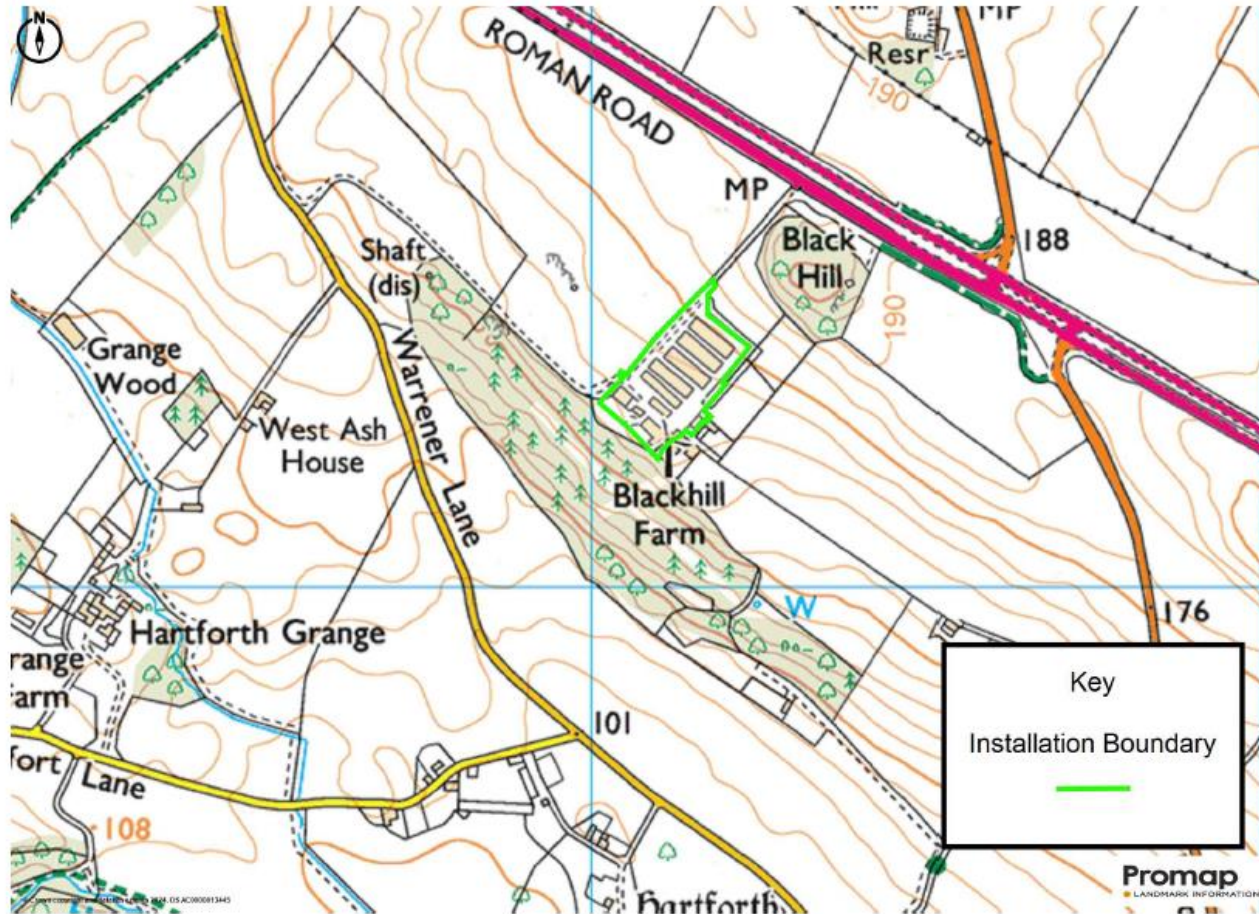 N
MP
ROMAN ROAD
Resr
190
MP
188
Black
Hill
190
Shaft
(dis)
Grange
Wood
Warrener Lane
West Ash
House
Blackhill
Farm
W
176
Hartforth Grange
range
arm
101
fort Lane
108
Hartforth
Key
Installation Boundary
Promap
LANDMARK INFORMATION